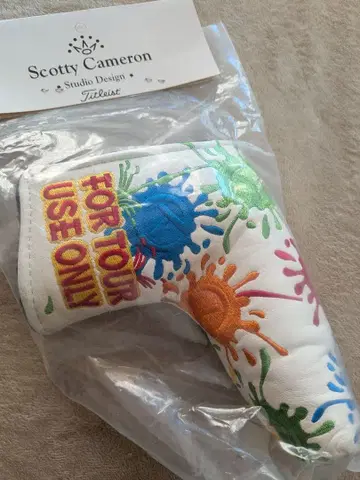 Scotty Cameron
Studio Design
Titleist
FOR TOUR
USE ONLY